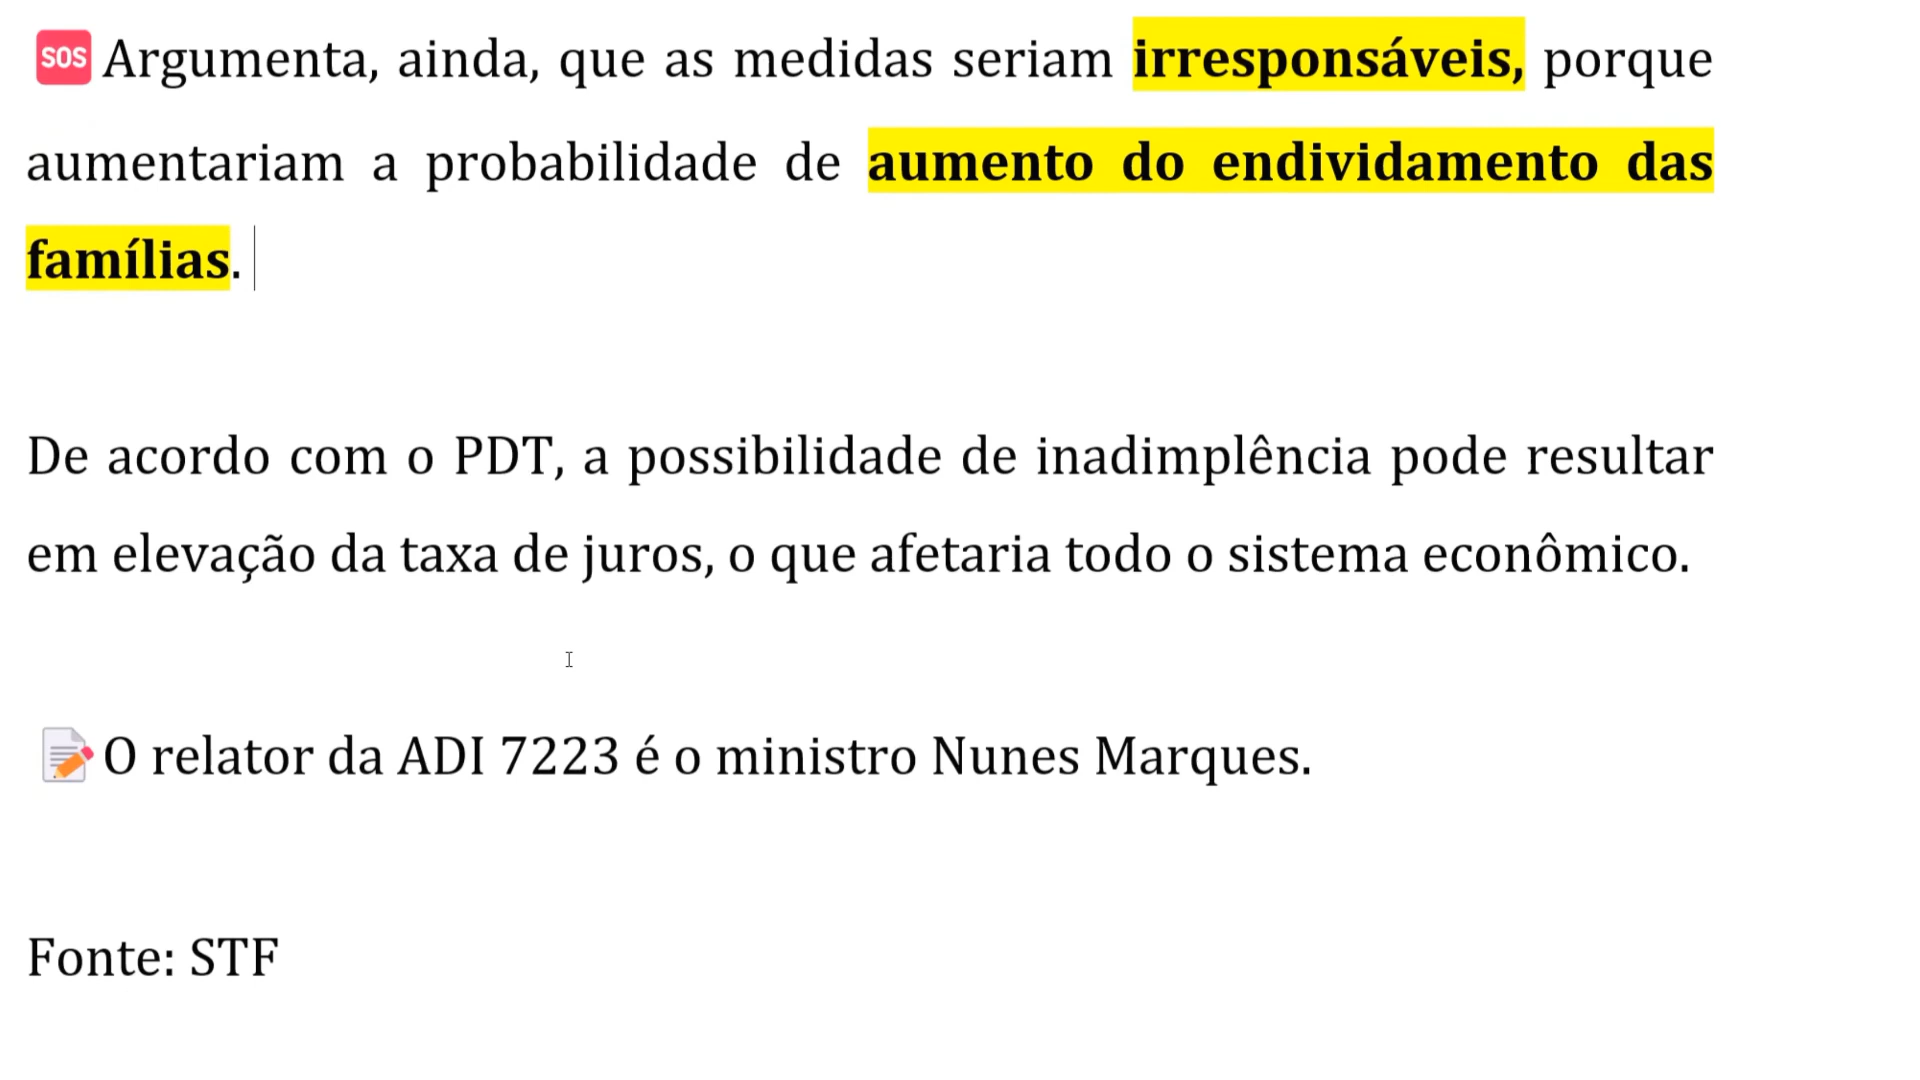 SOS Argumenta, ainda, que as medidas seriam irresponsáveis, porque
aumentariam a probabilidade de aumento do endividamento das
famílias.
De acordo com o PDT, a possibilidade de inadimplência pode resultar
em elevação da taxa de juros, o que afetaria todo o sistema econômico.
O relator da ADI 7223 é o ministro Nunes Marques.
Fonte: STF